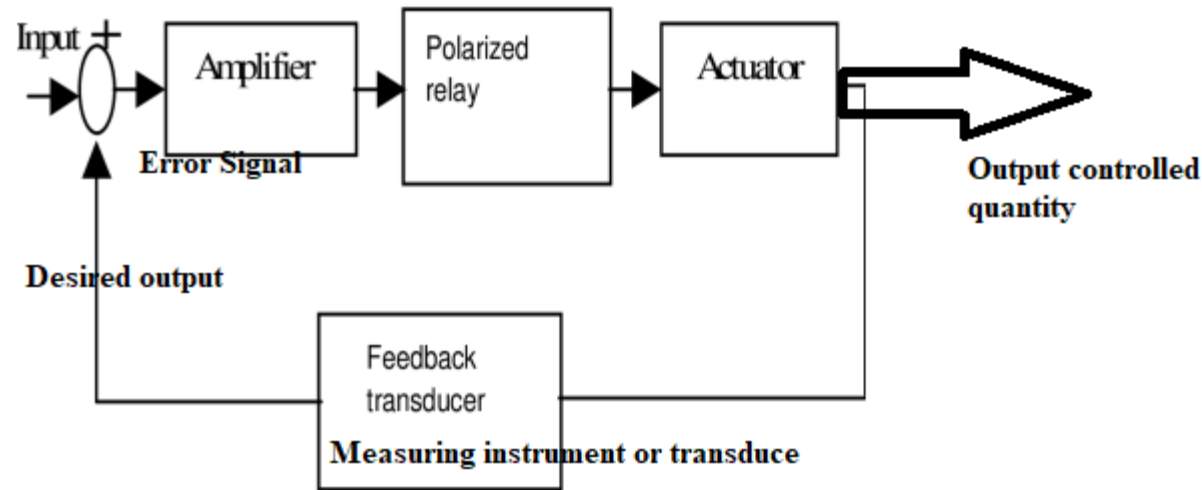 Input +
Amplifier
Polarized
relay
Actuator
Error Signal
Output controlled
quantity
Desired output
Feedback
transducer
Measuring instrument or transduce